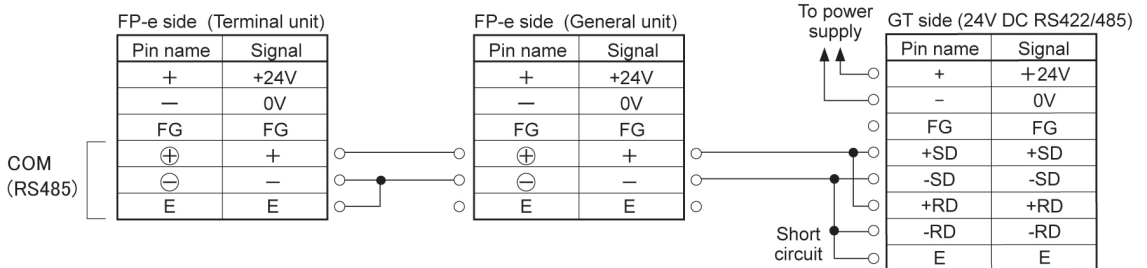 FP-e side (Terminal unit)
Pin name Signal
+ +24V
− 0V
FG FG
⊕ +
⊖ −
E E
COM
(RS485)
FP-e side (General unit)
Pin name Signal
+ +24V
− 0V
FG FG
⊕ +
⊖ −
E E
To power
supply
GT side (24V DC RS422/485)
Pin name Signal
+ +24V
− 0V
FG FG
+SD +SD
-SD -SD
+RD +RD
-RD -RD
E E
Short
circuit